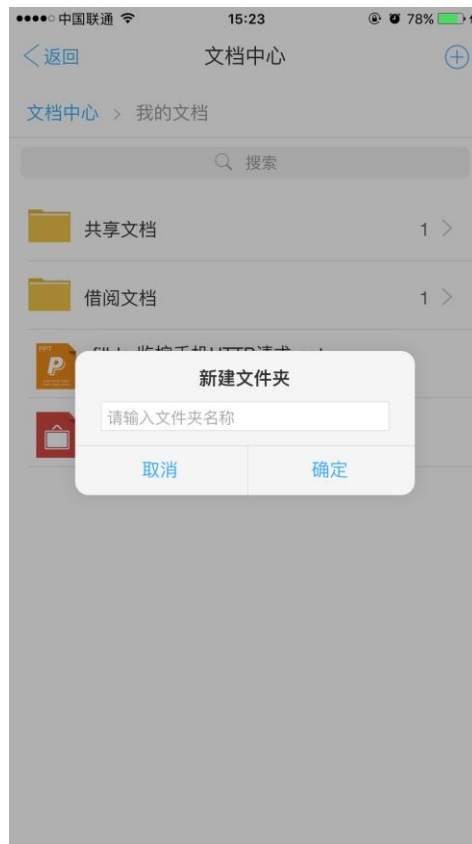 中国联通 15:23 78%
返回 文档中心
文档中心 > 我的文档
搜索
共享文档 1
借阅文档 1
PPT
P
新建文件夹
请输入文件夹名称
取消 确定